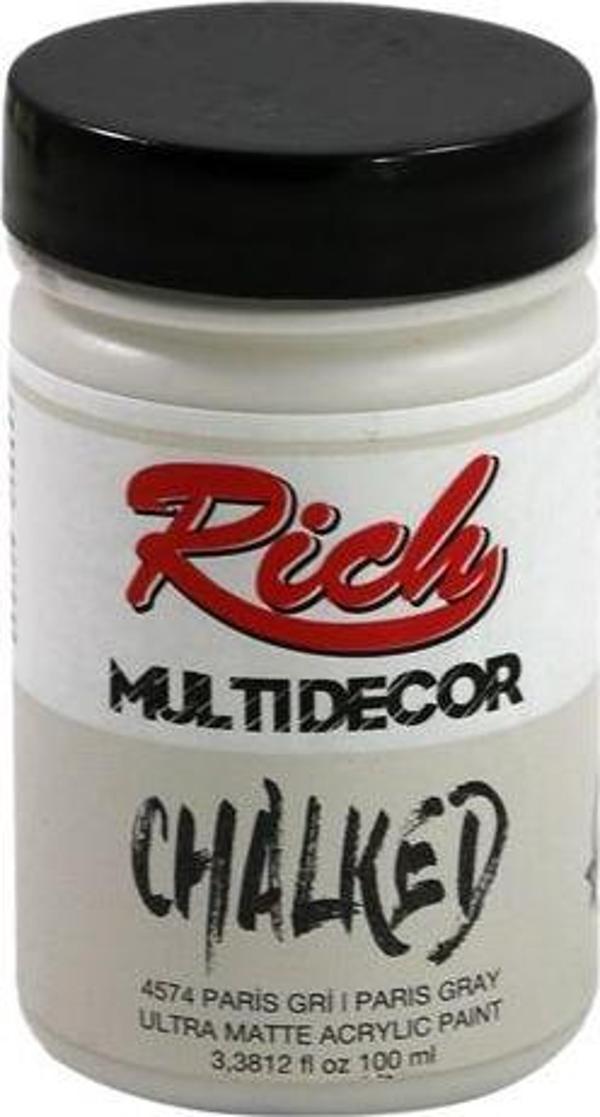 Rich
MULTIDECOR
CHALKED
4574 PARİS GRİ | PARIS GRAY
ULTRA MATTE ACRYLIC PAINT
3,3812 fl oz 100 ml